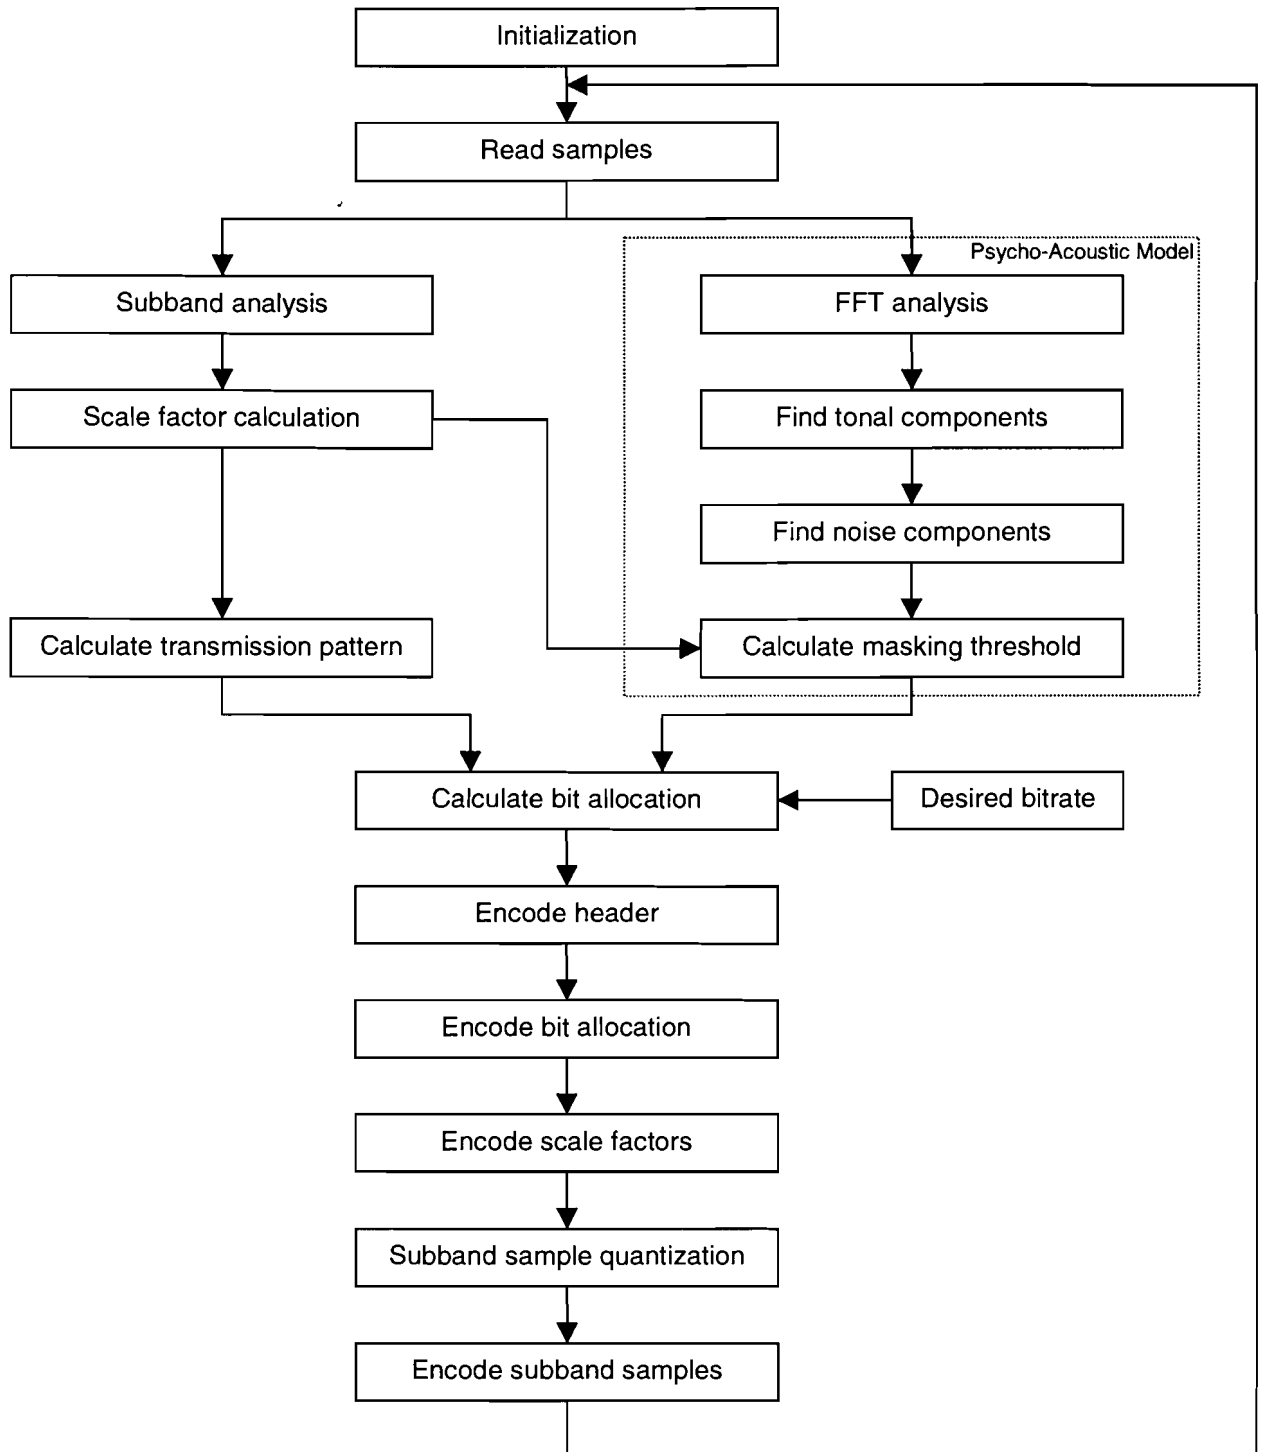 Initialization
Read samples
Psycho-Acoustic Model
Subband analysis
FFT analysis
Scale factor calculation
Find tonal components
Find noise components
Calculate transmission pattern
Calculate masking threshold
Calculate bit allocation
Desired bitrate
Encode header
Encode bit allocation
Encode scale factors
Subband sample quantization
Encode subband samples